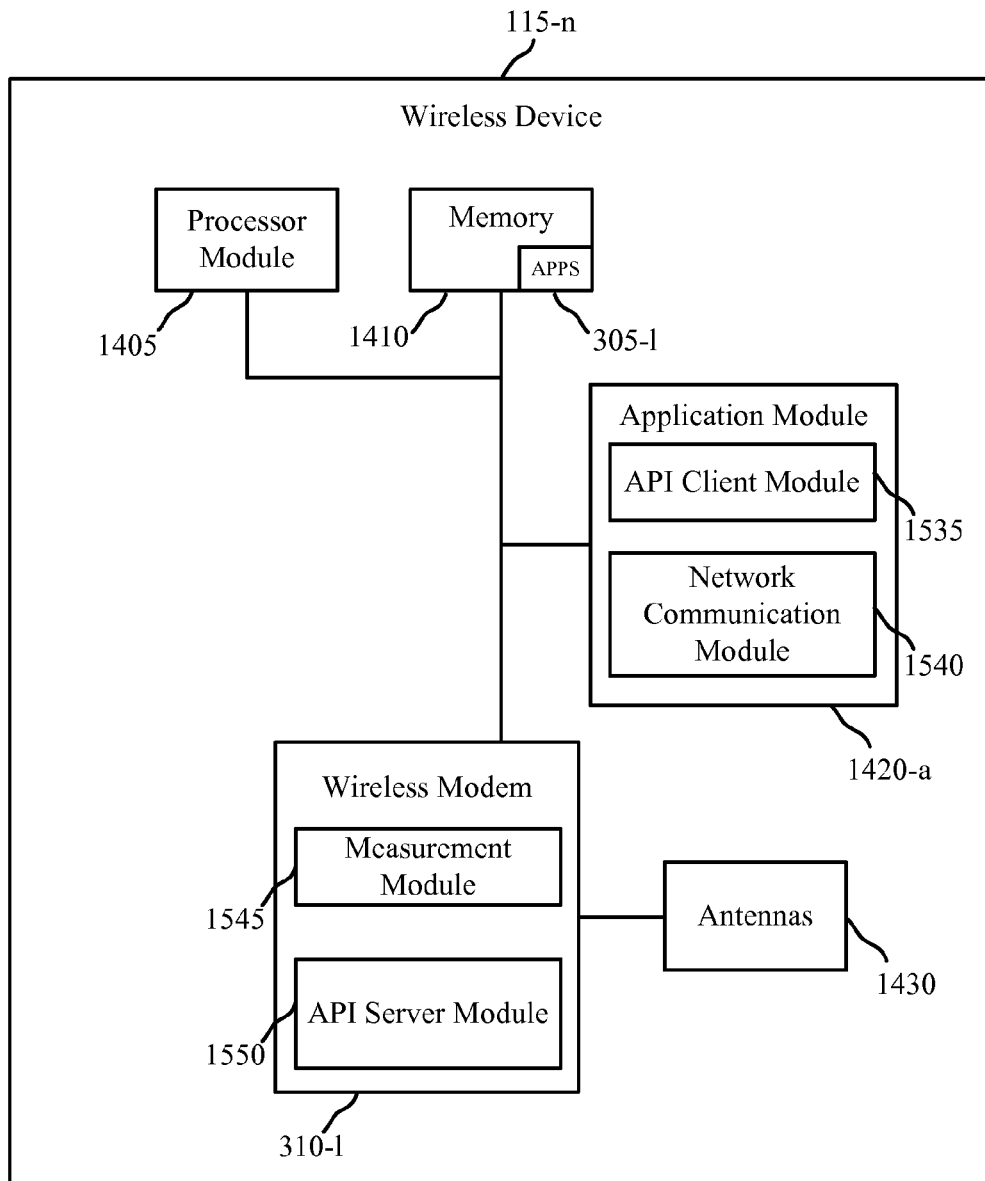 115-n
Wireless Device
Processor
Module
Memory
APPS
1405
1410
305-l
Application Module
API Client Module
1535
Network
Communication
Module
1540
1420-a
Wireless Modem
Measurement
Module
1545
API Server Module
1550
310-l
Antennas
1430